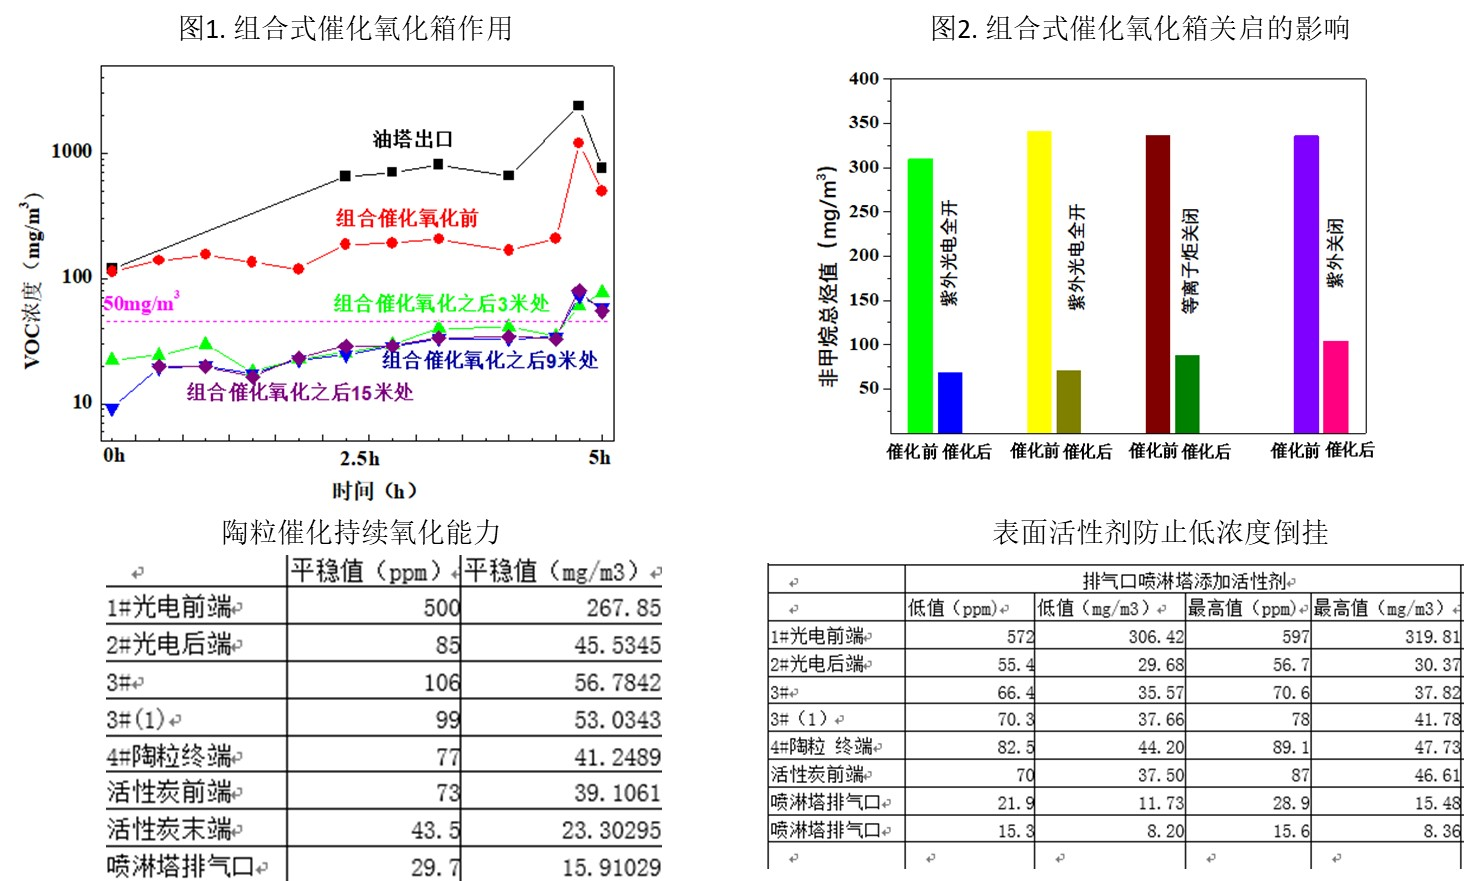 图1. 组合式催化氧化箱作用
VOC浓度（mg/m³）
1000
100
10
油塔出口
组合催化氧化前
50mg/m³
组合催化氧化之后3米处
组合催化氧化之后9米处
组合催化氧化之后15米处
0h 2.5h 5h
时间（h）
图2. 组合式催化氧化箱关启的影响
非甲烷总烃值（mg/m³）
400
350
300
250
200
150
100
50
紫外光电全开
紫外光电全开
等离子炬关闭
紫外关闭
催化前 催化后 催化前 催化后 催化前 催化后 催化前 催化后
陶粒催化持续氧化能力
平稳值（ppm） 平稳值（mg/m3）
1#光电前端 500 267.85
2#光电后端 85 45.5345
3# 106 56.7842
3#(1) 99 53.0343
4#陶粒终端 77 41.2489
活性炭前端 73 39.1061
活性炭末端 43.5 23.30295
喷淋塔排气口 29.7 15.91029
表面活性剂防止低浓度倒挂
排气口喷淋塔添加活性剂
低值（ppm） 低值（mg/m3） 最高值（ppm） 最高值（mg/m3）
1#光电前端 572 306.42 597 319.81
2#光电后端 55.4 29.68 56.7 30.37
3# 66.4 35.57 70.6 37.82
3#（1） 70.3 37.66 78 41.78
4#陶粒 终端 82.5 44.20 89.1 47.73
活性炭前端 70 37.50 87 46.61
喷淋塔排气口 21.9 11.73 28.9 15.48
喷淋塔排气口 15.3 8.20 15.6 8.36